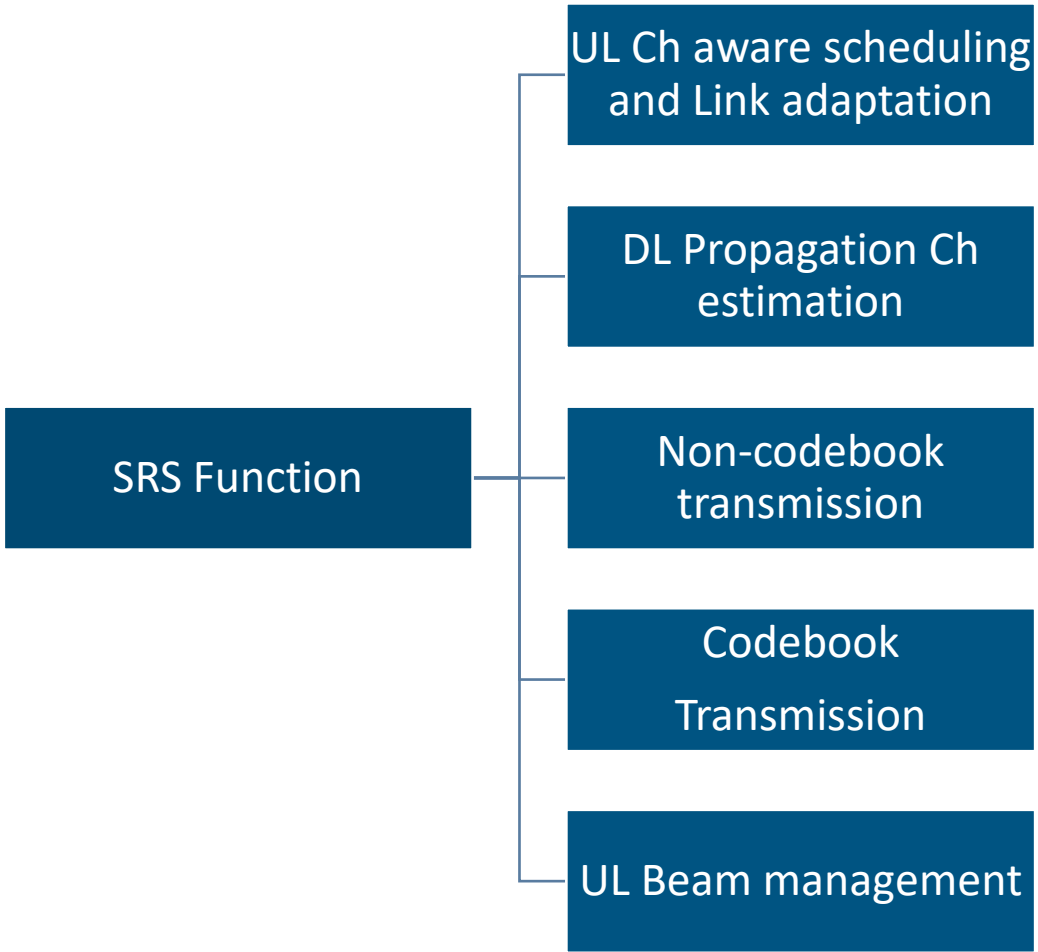 UL Ch aware scheduling
and Link adaptation
DL Propagation Ch
estimation
SRS Function
Non-codebook
transmission
Codebook
Transmission
UL Beam management